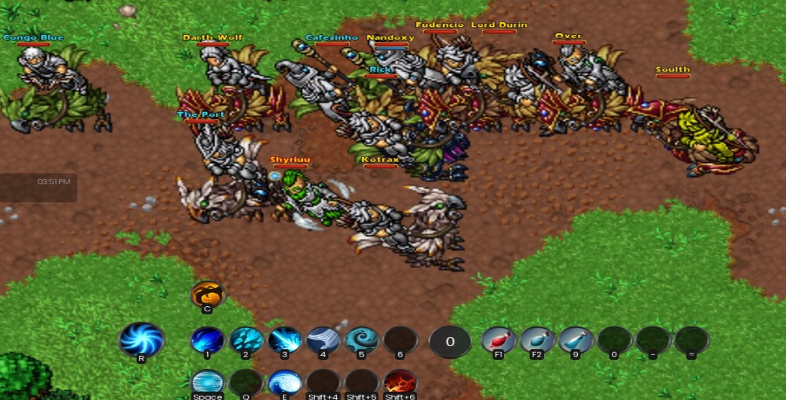 Fudencio Lord Durin
Congo Blue Darth Wolf Cafezinho Nandoxy Over
Rick Soulth
The Port
Shyriuu Kotrax
03:51 PM
C
0
R 1 2 3 4 5 6 F1 F2 9 0 - =
Space Q E Shift+4 Shift+5 Shift+6